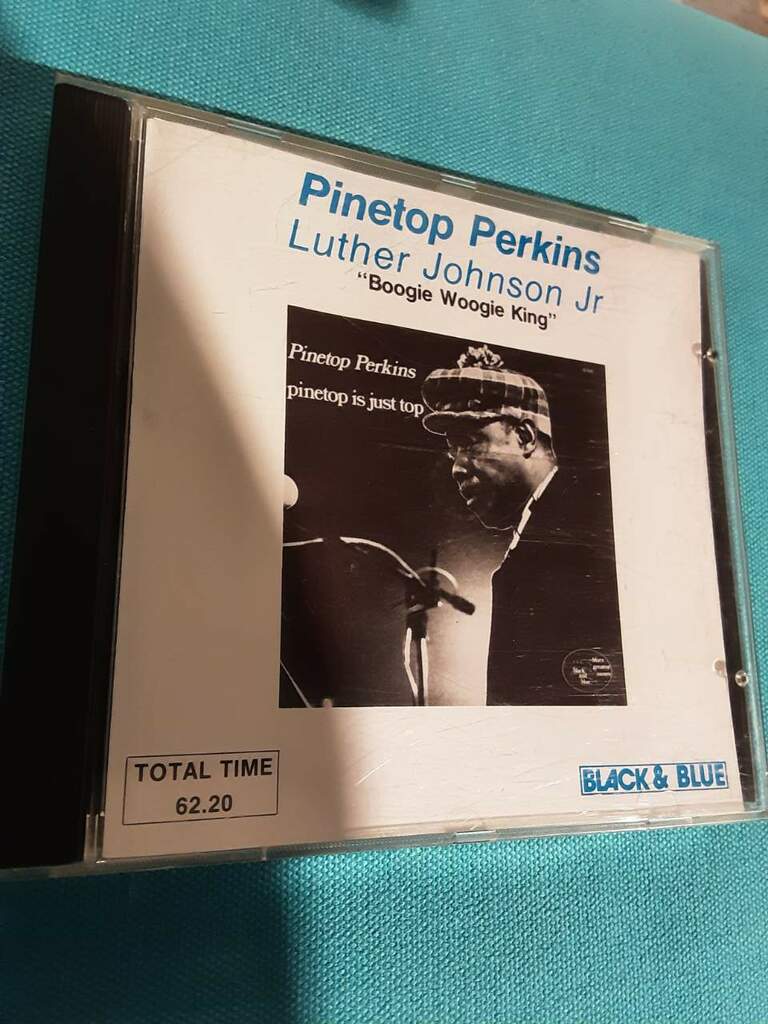 Pinetop Perkins
Luther Johnson Jr
“Boogie Woogie King”
Pinetop Perkins
pinetop is just top
TOTAL TIME
62.20
BLACK & BLUE